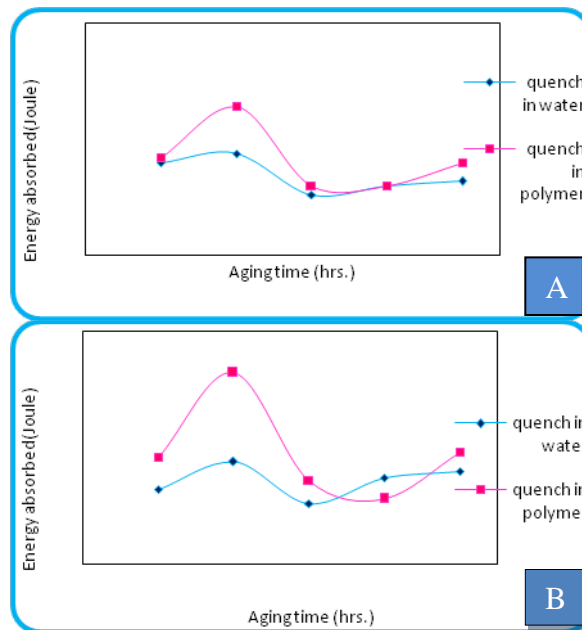 Energy absorbed(Joule)
quench
in water
quench
in
polymer
Aging time (hrs.)
A
Energy absorbed(Joule)
quench in
water
quench in
polymer
Aging time (hrs.)
B